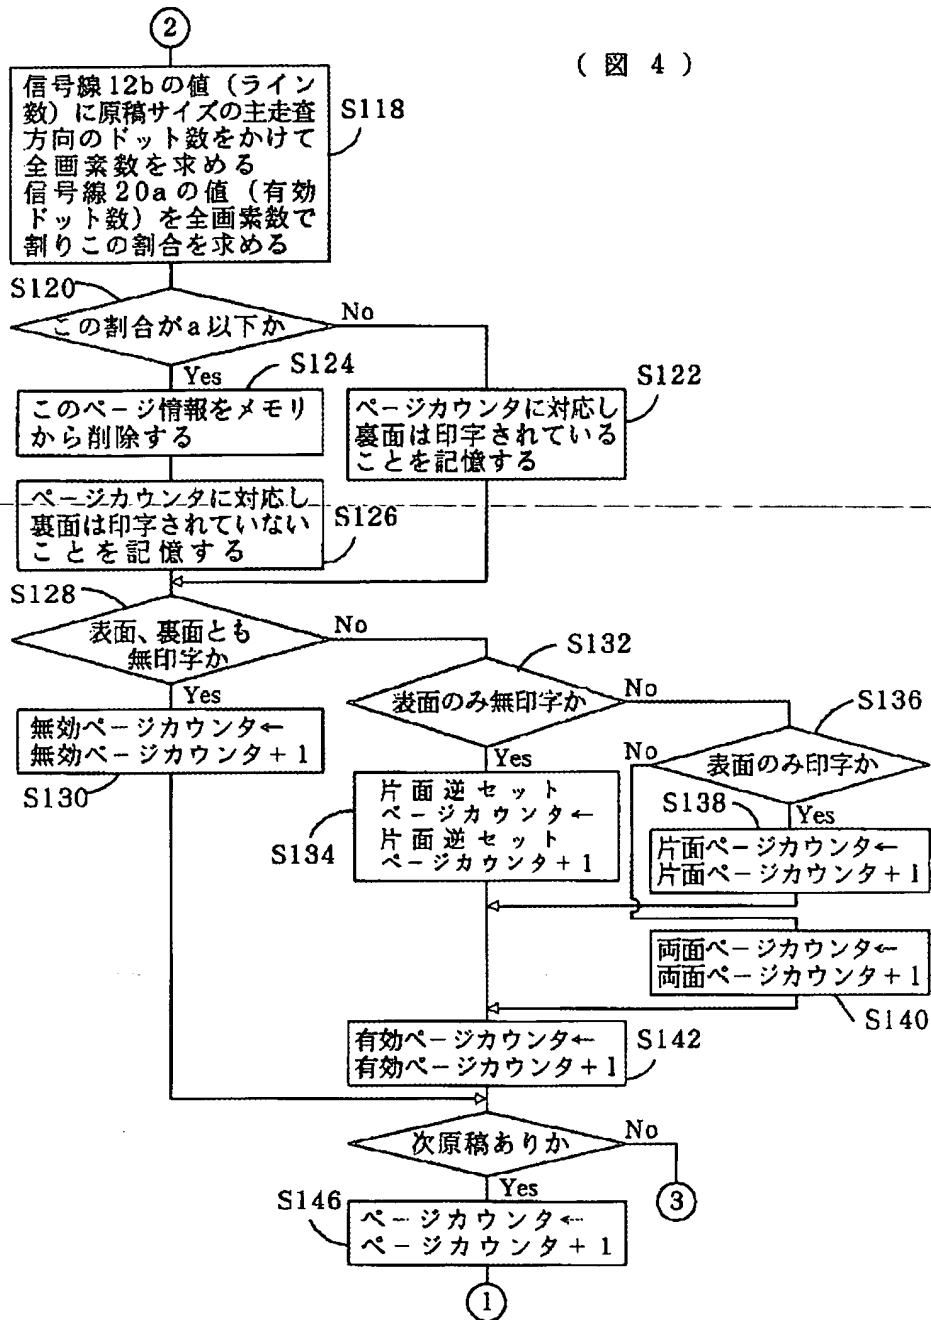 ②
( 図 4 )
信号線12bの値 (ライン
数) に原稿サイズの主走査
方向のドット数をかけて
全画素数を求める
信号線20aの値 (有効
ドット数) を全画素数で
割りこの割合を求める
S118
S120
この割合がa以下か
No
Yes
S124
このページ情報をメモリ
から削除する
S122
ページカウンタに対応し
裏面は印字されている
ことを記憶する
ページカウンタに対応し
裏面は印字されていない
ことを記憶する
S126
S128
表面、裏面とも
無印字か
No
Yes
無効ページカウンタ←
無効ページカウンタ+1
S130
S132
表面のみ無印字か
No
Yes
片面逆セット
ページカウンタ←
片面逆セット
ページカウンタ+1
S134
S136
No
表面のみ印字か
S138
Yes
片面ページカウンタ←
片面ページカウンタ+1
両面ページカウンタ←
両面ページカウンタ+1
S140
有効ページカウンタ←
有効ページカウンタ+1
S142
次原稿ありか
No
Yes
③
S146
ページカウンタ←
ページカウンタ+1
①